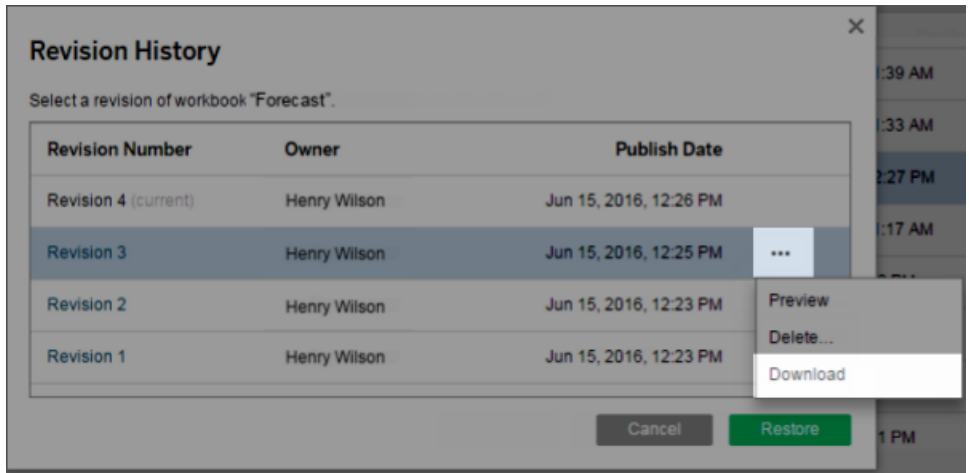 Revision History
×
Select a revision of workbook "Forecast".
Revision Number Owner Publish Date
Revision 4 (current) Henry Wilson Jun 15, 2016, 12:26 PM
Revision 3 Henry Wilson Jun 15, 2016, 12:25 PM •••
Revision 2 Henry Wilson Jun 15, 2016, 12:23 PM
Revision 1 Henry Wilson Jun 15, 2016, 12:23 PM
Preview
Delete...
Download
Cancel Restore
:39 AM
:33 AM
2:27 PM
:17 AM
1 PM